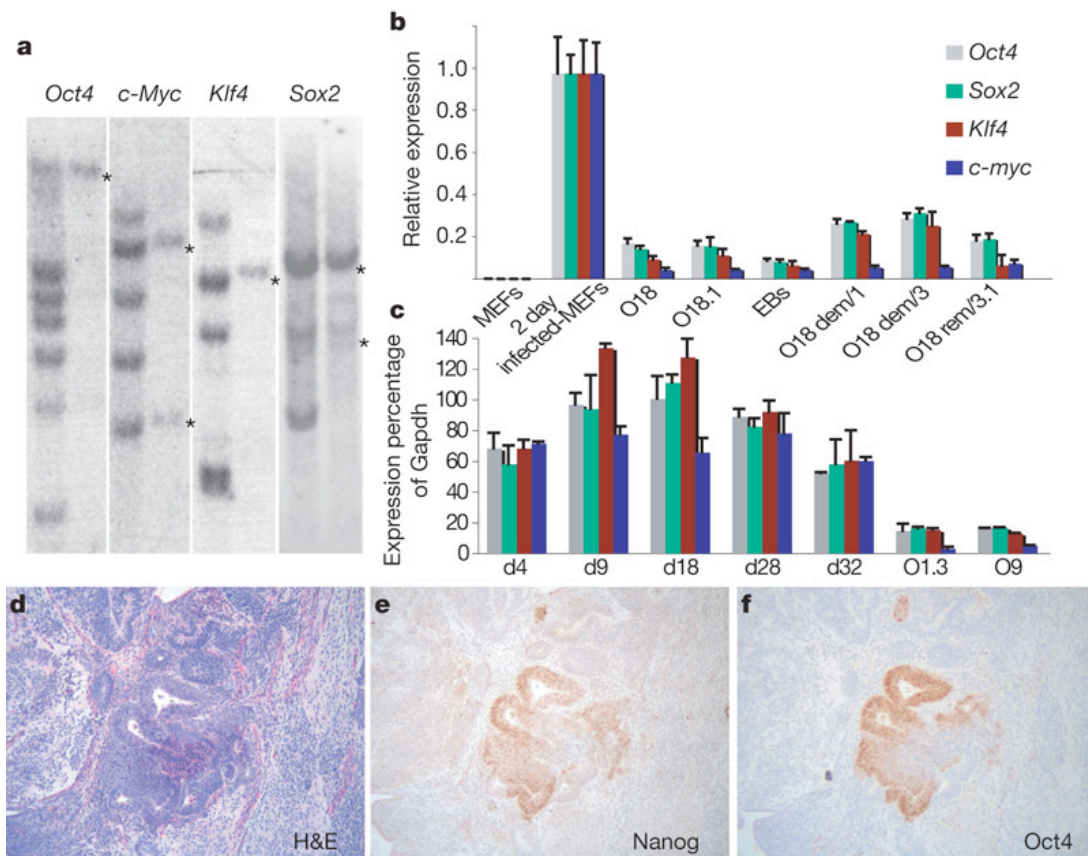 a
Oct4 c-Myc Klf4 Sox2
*
*
*
*
*
*
b
Relative expression
1.0
0.8
0.6
0.4
0.2
Oct4
Sox2
Klf4
c-myc
MEFs
2 day
infected-MEFs
O18
O18.1
EBs
O18 dem/1
O18 dem/3
O18 rem/3.1
c
Expression percentage
of Gapdh
140
120
100
80
60
40
20
0
d4 d9 d18 d28 d32 O1.3 O9
d
H&E
e
Nanog
f
Oct4